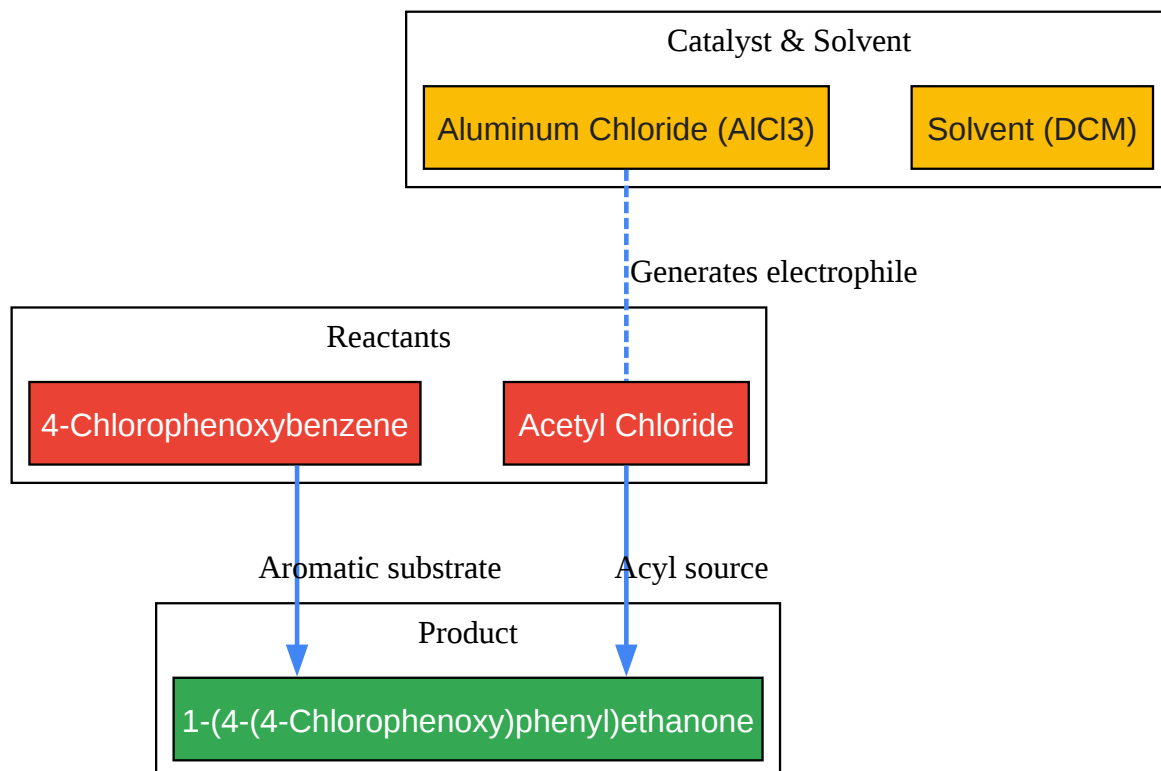 Catalyst & Solvent
Aluminum Chloride (AlCl3)
Solvent (DCM)
Generates electrophile
Reactants
4-Chlorophenoxybenzene
Acetyl Chloride
Aromatic substrate
Acyl source
Product
1-(4-(4-Chlorophenoxy)phenyl)ethanone